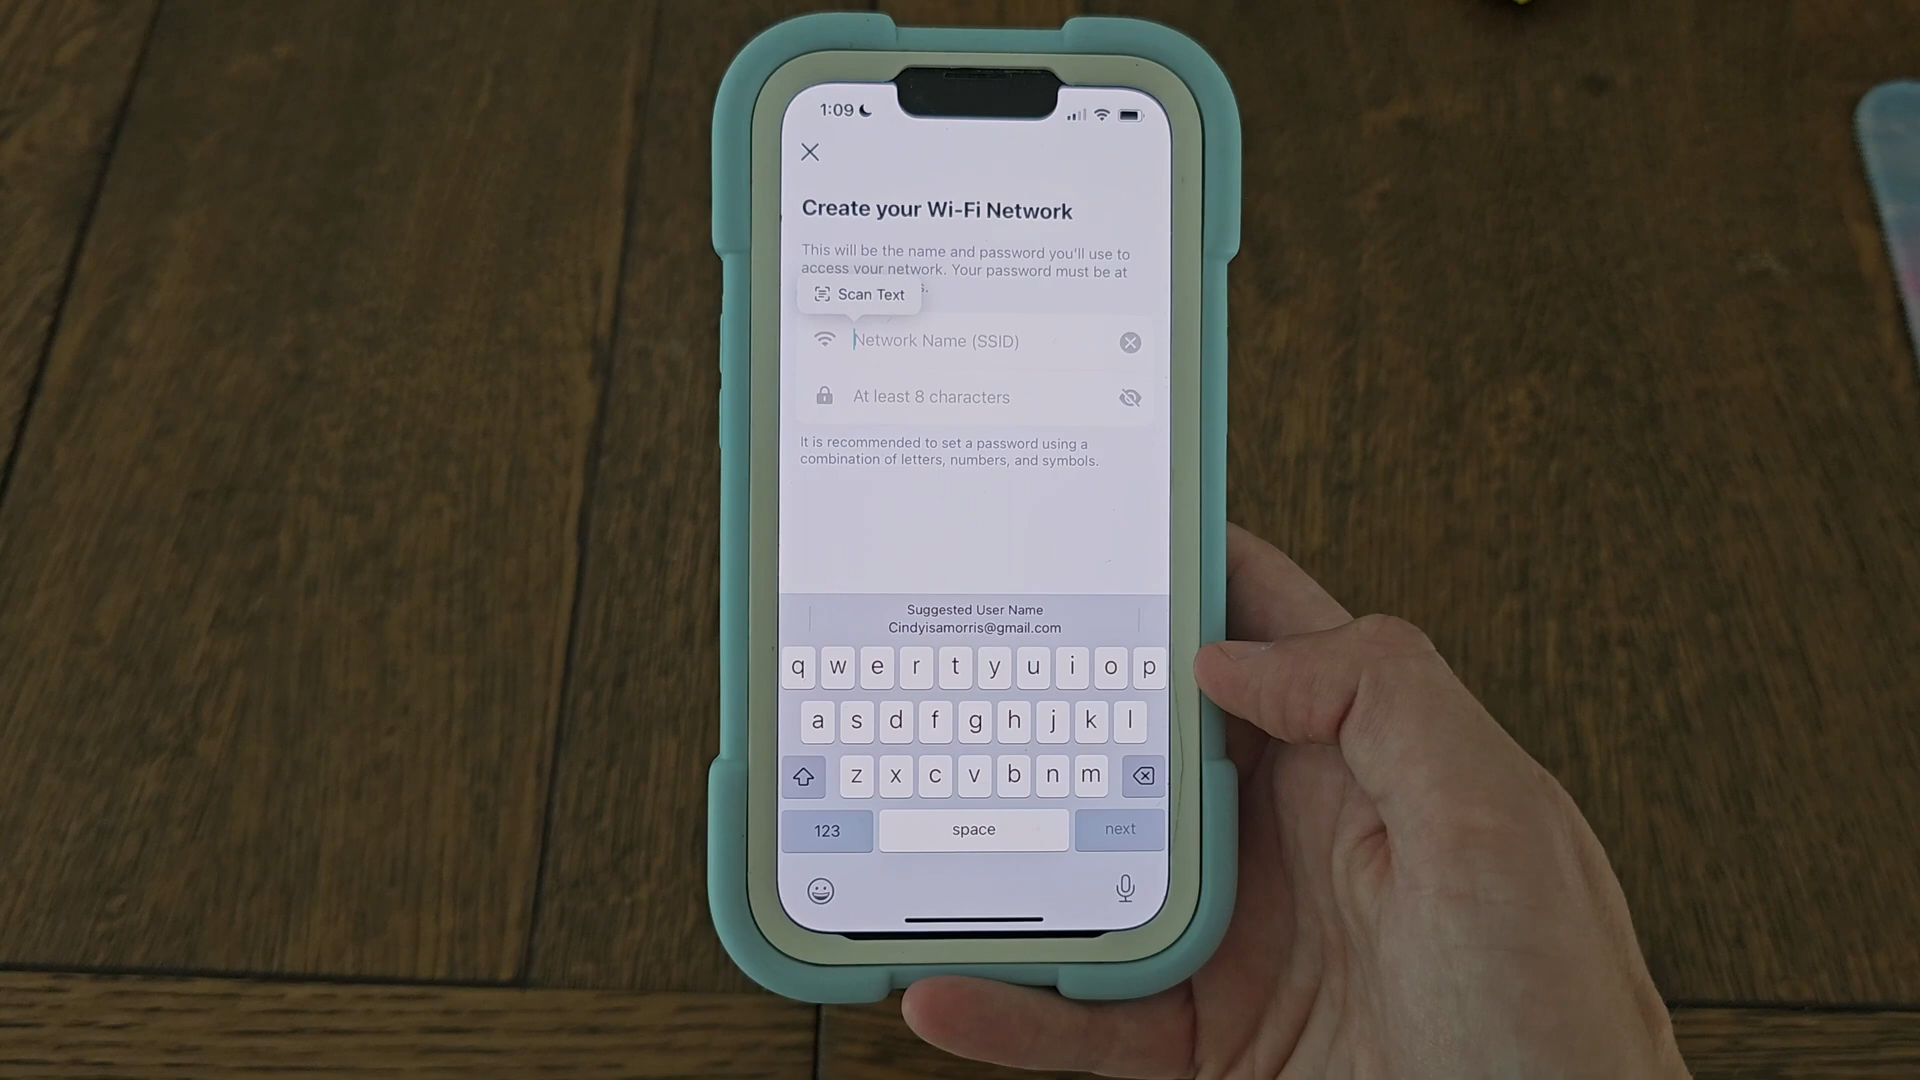 1:09
Create your Wi-Fi Network
This will be the name and password you'll use to
access your network. Your password must be at
s.
Scan Text
Network Name (SSID)
At least 8 characters
It is recommended to set a password using a
combination of letters, numbers, and symbols.
Suggested User Name
Cindyisamorris@gmail.com
q w e r t y u i o p
a s d f g h j k l
z x c v b n m
123 space next